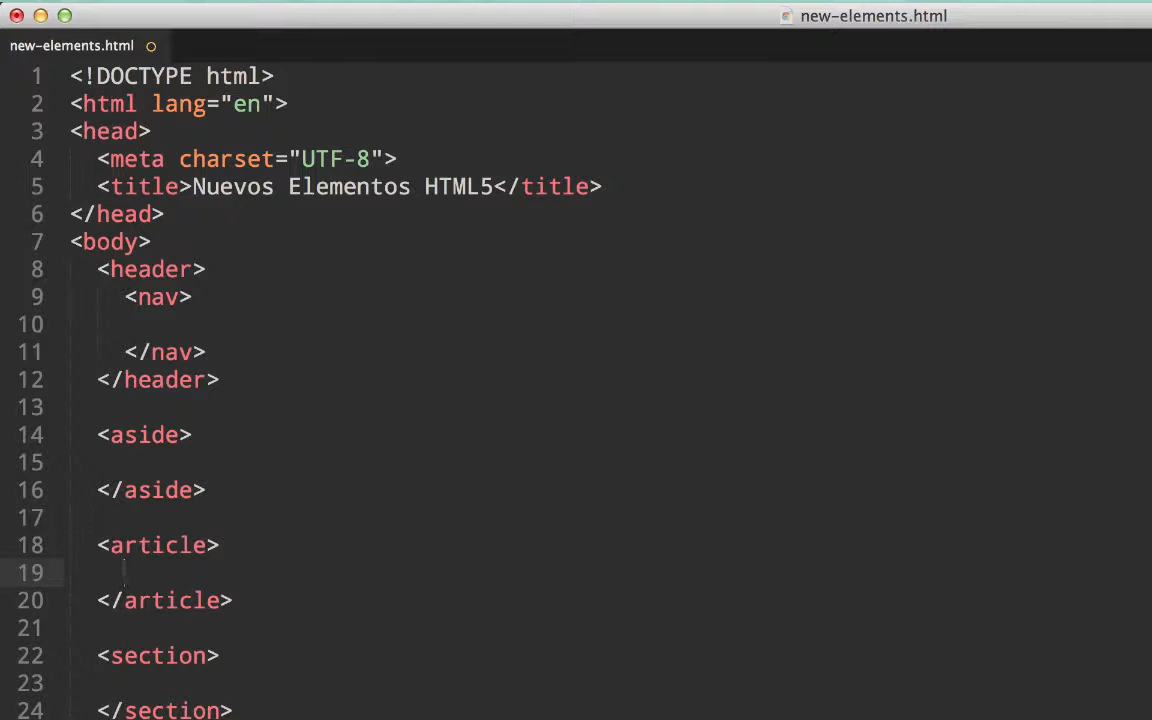 new-elements.html
new-elements.html
1 <!DOCTYPE html>
2 <html lang="en">
3 <head>
4 <meta charset="UTF-8">
5 <title>Nuevos Elementos HTML5</title>
6 </head>
7 <body>
8 <header>
9 <nav>
10
11 </nav>
12 </header>
13
14 <aside>
15
16 </aside>
17
18 <article>
19
20 </article>
21
22 <section>
23
24 </section>